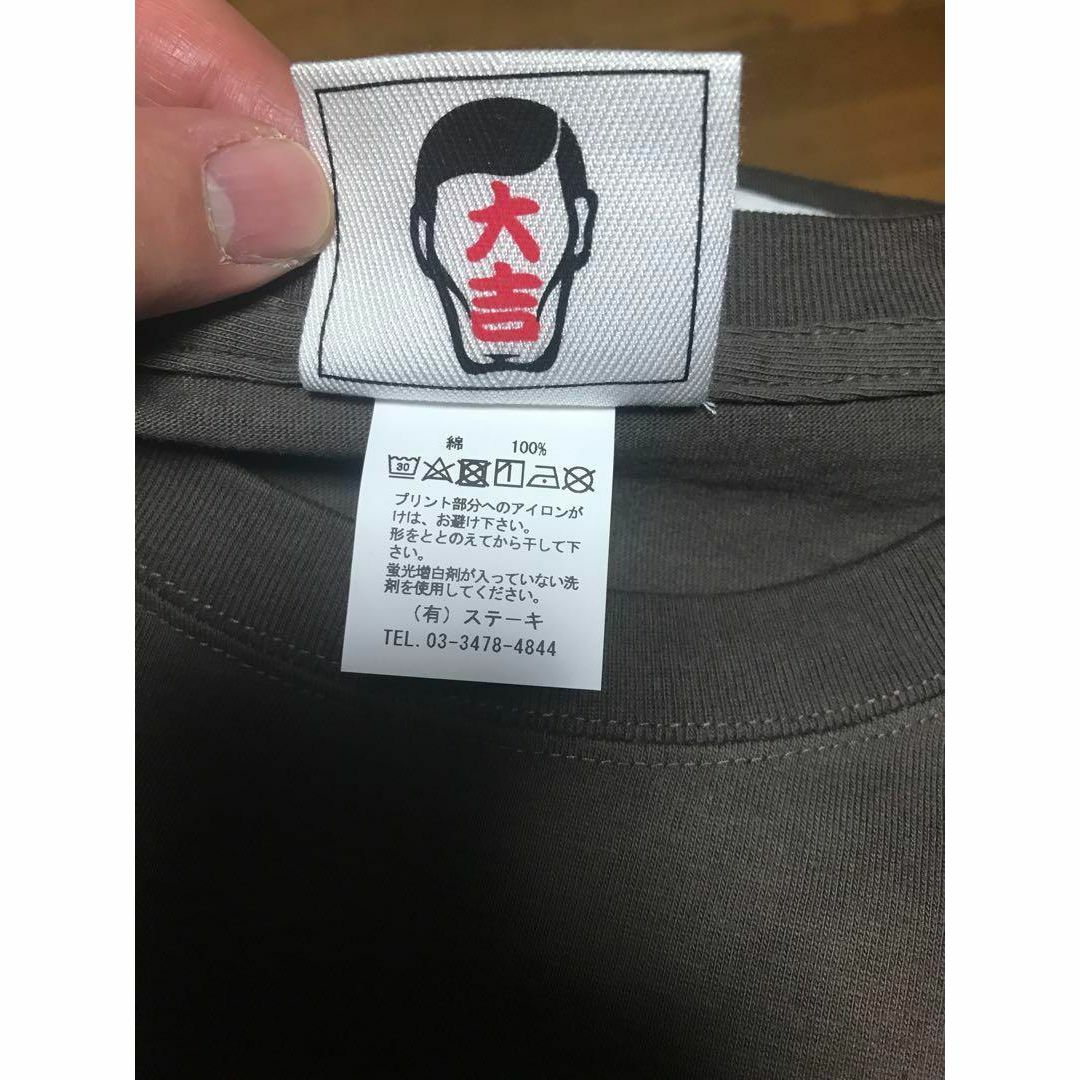 大
吉
綿 100%
30
プリント部分へのアイロンが
けは、お避け下さい。
形をととのえてから干して下
さい。
蛍光増白剤が入っていない洗
剤を使用してください。
（有）ステーキ
TEL. 03-3478-4844